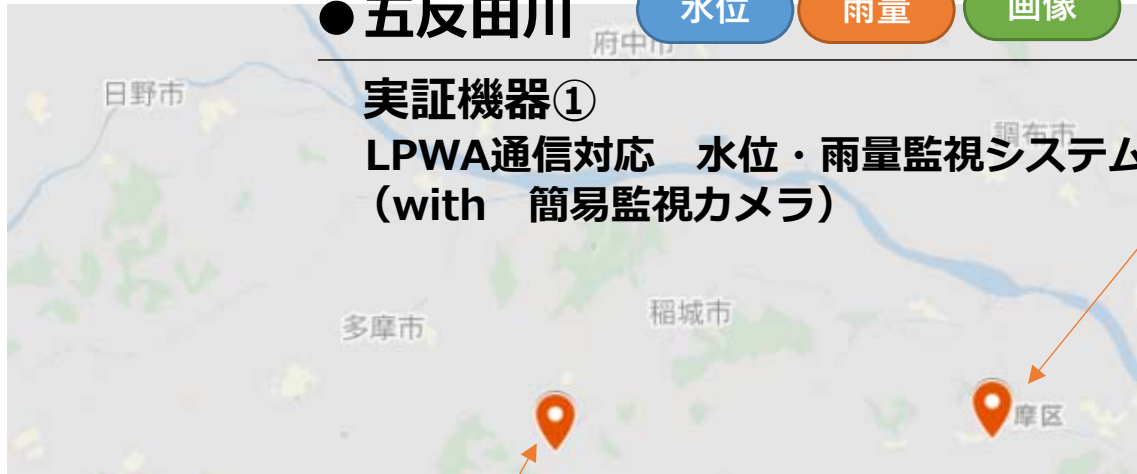 ●五反田川 水位 雨量 画像
府中市
日野市
実証機器①
調布市
LPWA通信対応　水位・雨量監視システム
（with　簡易監視カメラ）
稲城市
多摩市
摩区